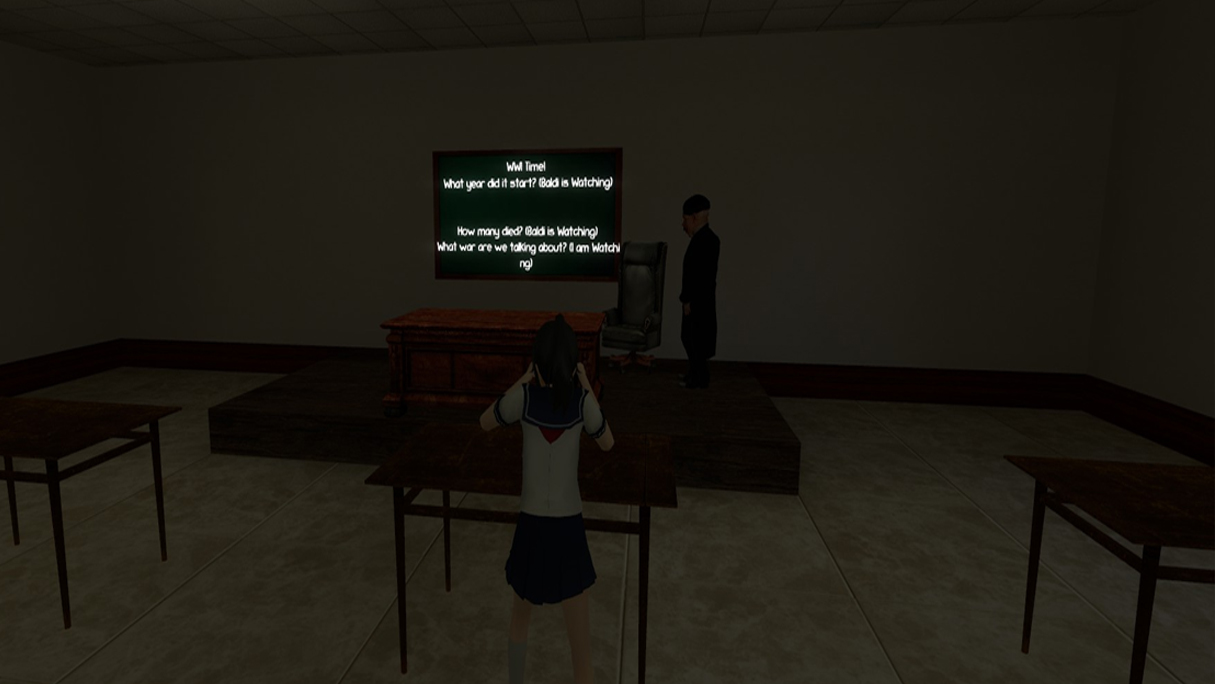 WWI Time!
What year did it start? (Baldi is Watching)
How many died? (Baldi is Watching)
What war are we talking about? (I am Watchi
ng)